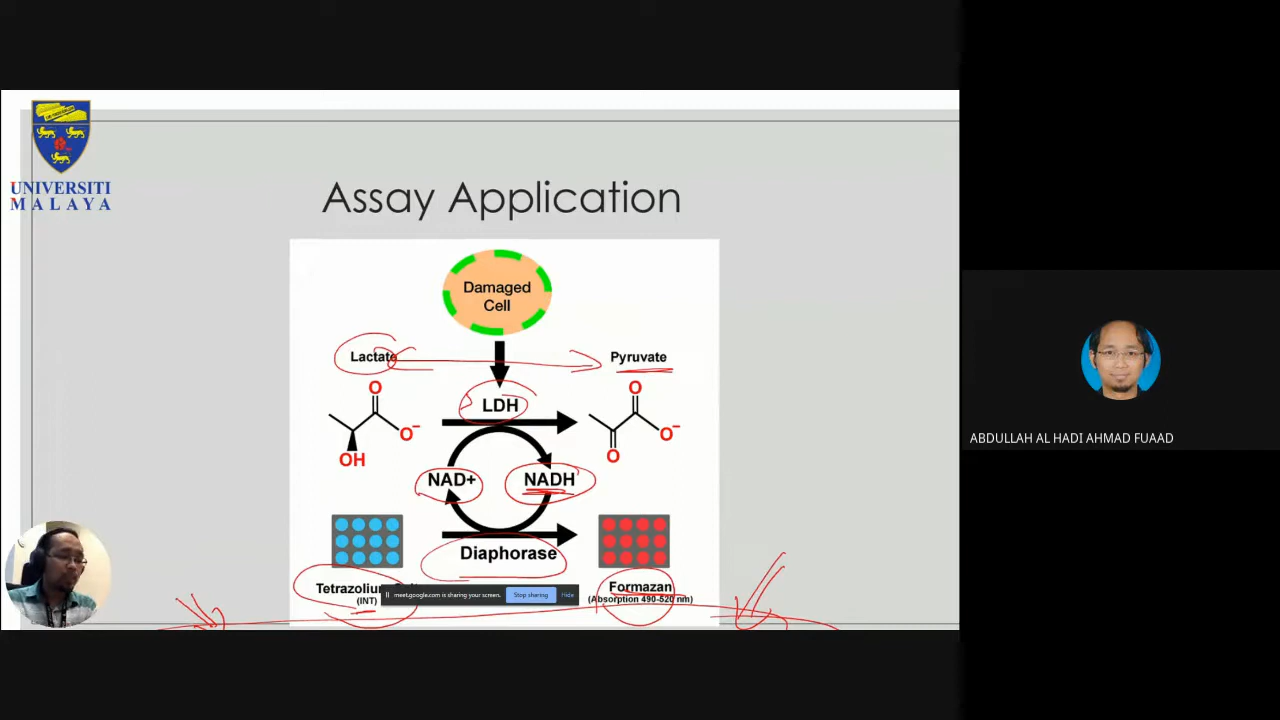 UNIVERSITI
MALAYA
Assay Application
Damaged
Cell
Lactate
Pyruvate
LDH
O
O
O−
O−
OH
O
NAD+
NADH
Diaphorase
Formazan
(INT)
meet.google.com is sharing your screen.
Stop sharing
Hide
(Absorption 490-520 nm)
ABDULLAH AL HADI AHMAD FUAAD